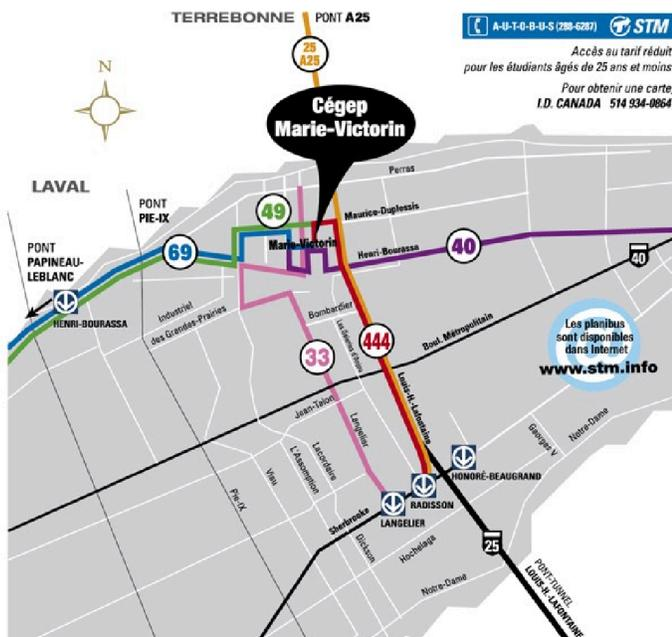 TERREBONNE
PONT A25
A-U-T-O-B-U-S (288-6287)
STM
25
A25
Accès au tarif réduit
pour les étudiants âgés de 25 ans et moins
Pour obtenir une carte,
I.D. CANADA 514 934-0864
N
Cégep
Marie-Victorin
LAVAL
Perras
PONT
PIE-IX
49
Maurice-Duplessis
Marie-Victorin
PONT
PAPINEAU-
LEBLANC
69
Henri-Bourassa
40
40
HENRI-BOURASSA
Industriel
des Grandes-Prairies
Bombardier
33
444
Boul. Métropolitain
Les planibus
sont disponibles
dans Internet
www.stm.info
Louis-H.-Lafontaine
Jean-Talon
Langelier
Lacordaire
L'Assomption
Viau
Pie-IX
Georges V
Notre-Dame
HONORÉ-BEAUGRAND
RADISSON
LANGELIER
Sherbrooke
Dickson
Hochelaga
25
Notre-Dame
PONT-TUNNEL
LOUIS-H.-LAFONTAINE